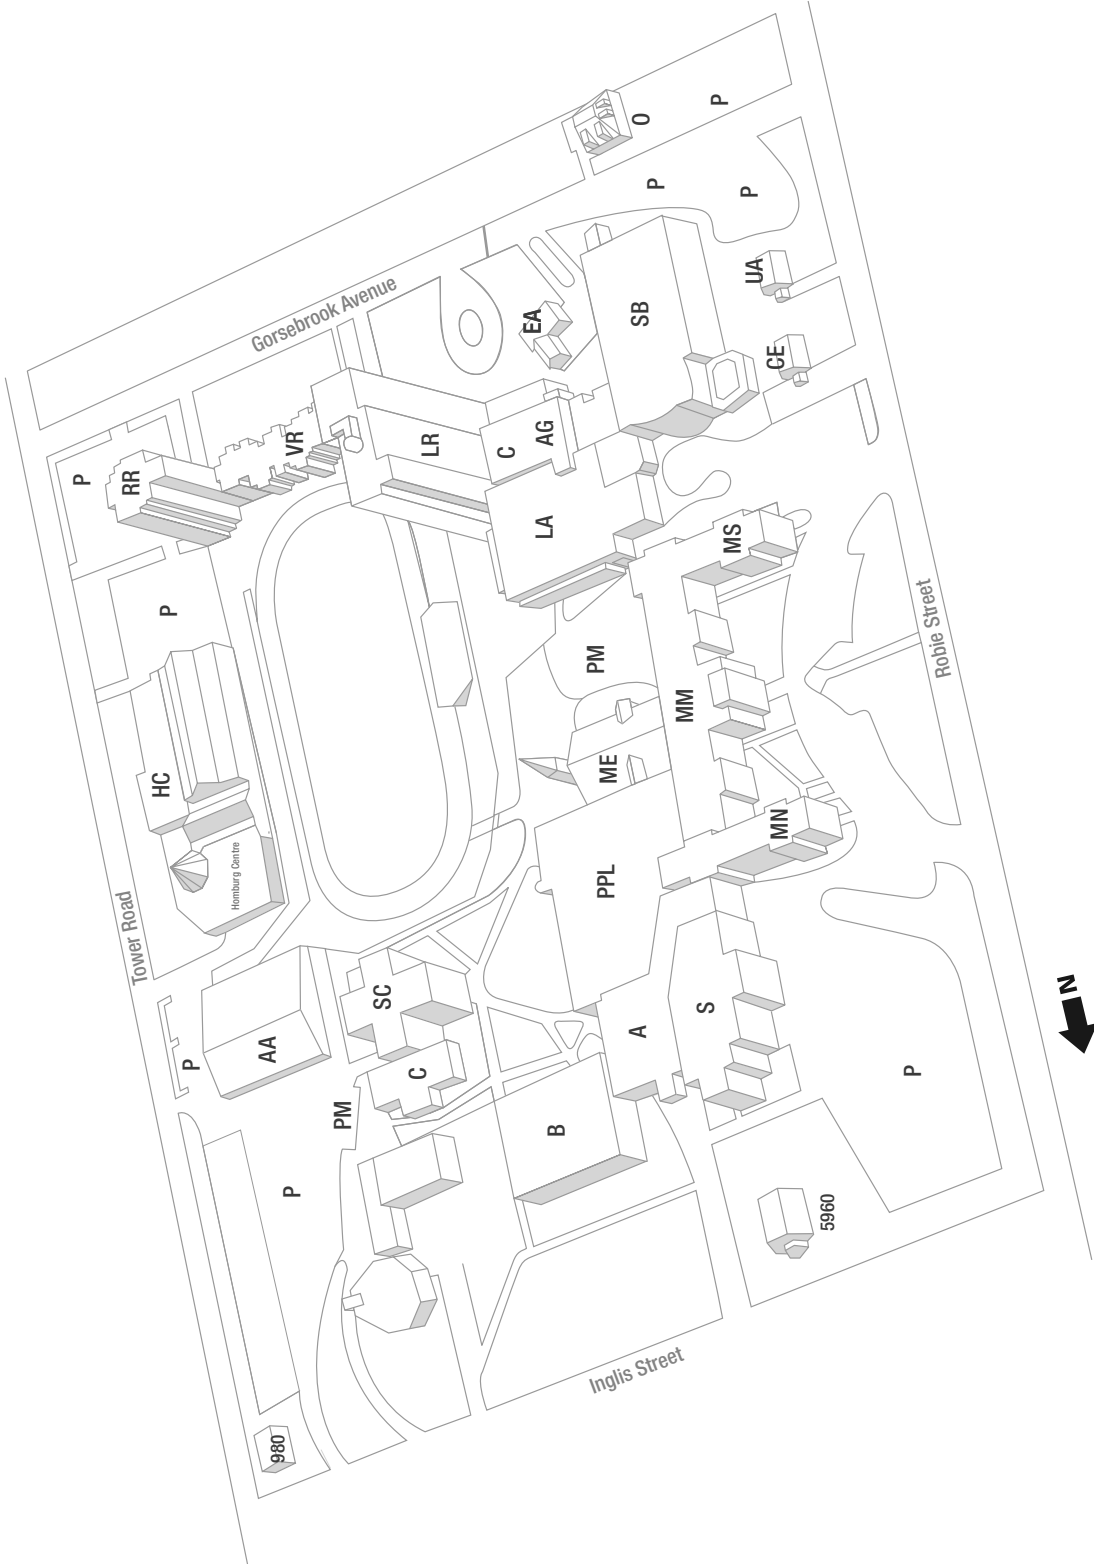 P
O
P
P
UA
Gorsebrook Avenue
EA
SB
CE
VR
LR
C
AG
P
RR
LA
MS
P
Robie Street
PM
MM
HC
ME
MN
Homburg Centre
PPL
Tower Road
SC
S
A
N
AA
P
C
P
PM
B
P
5960
Inglis Street
980